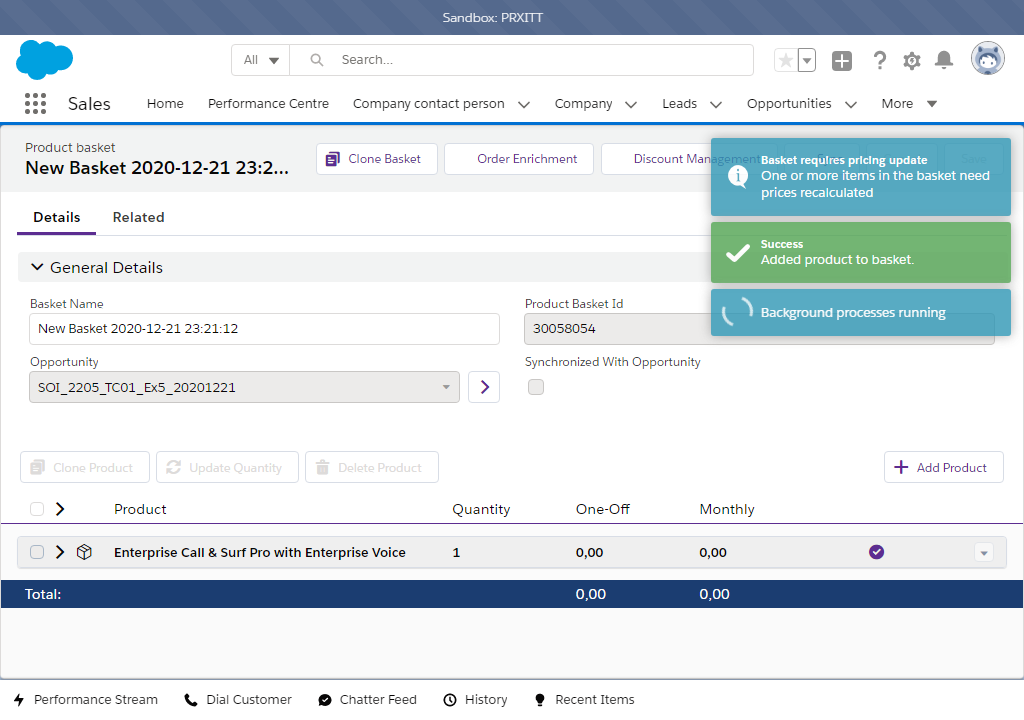 Sandbox: PRXITT
All
Search...
Sales
Home
Performance Centre
Company contact person
Company
Leads
Opportunities
More
Product basket
New Basket 2020-12-21 23:2...
Clone Basket
Order Enrichment
Discount Management
Basket requires pricing update
One or more items in the basket need
prices recalculated
Success
Added product to basket.
Background processes running
Details
Related
General Details
Basket Name
Product Basket Id
New Basket 2020-12-21 23:21:12
30058054
Opportunity
Synchronized With Opportunity
SOI_2205_TC01_Ex5_20201221
Clone Product
Update Quantity
Delete Product
Add Product
Product
Quantity
One-Off
Monthly
Enterprise Call & Surf Pro with Enterprise Voice
1
0,00
0,00
Total:
0,00
0,00
Performance Stream
Dial Customer
Chatter Feed
History
Recent Items